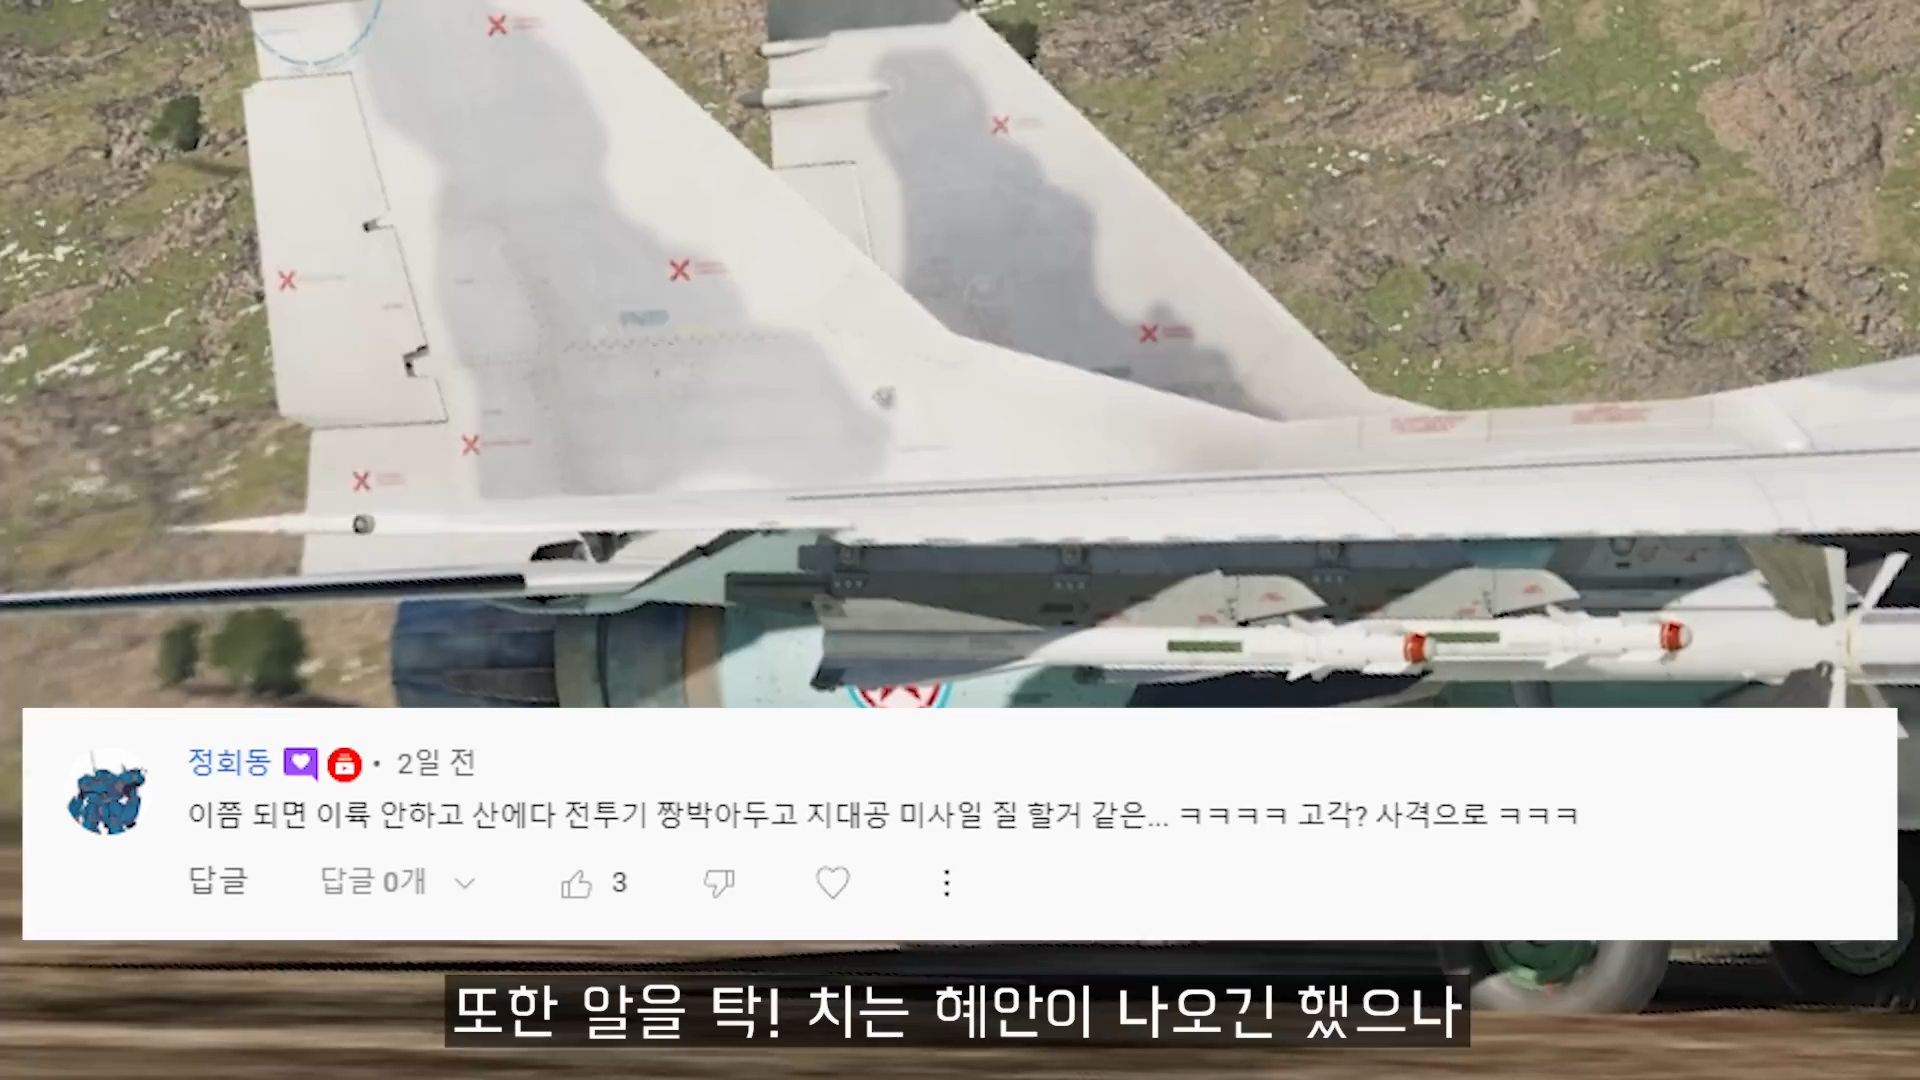 정회동 • 2일 전
이쯤 되면 이륙 안하고 산에다 전투기 짱박아두고 지대공 미사일 질 할거 같은... ㅋㅋㅋㅋ 고각? 사격으로 ㅋㅋㅋ
답글 답글 0개 3
또한 알을 탁! 치는 혜안이 나오긴 했으나